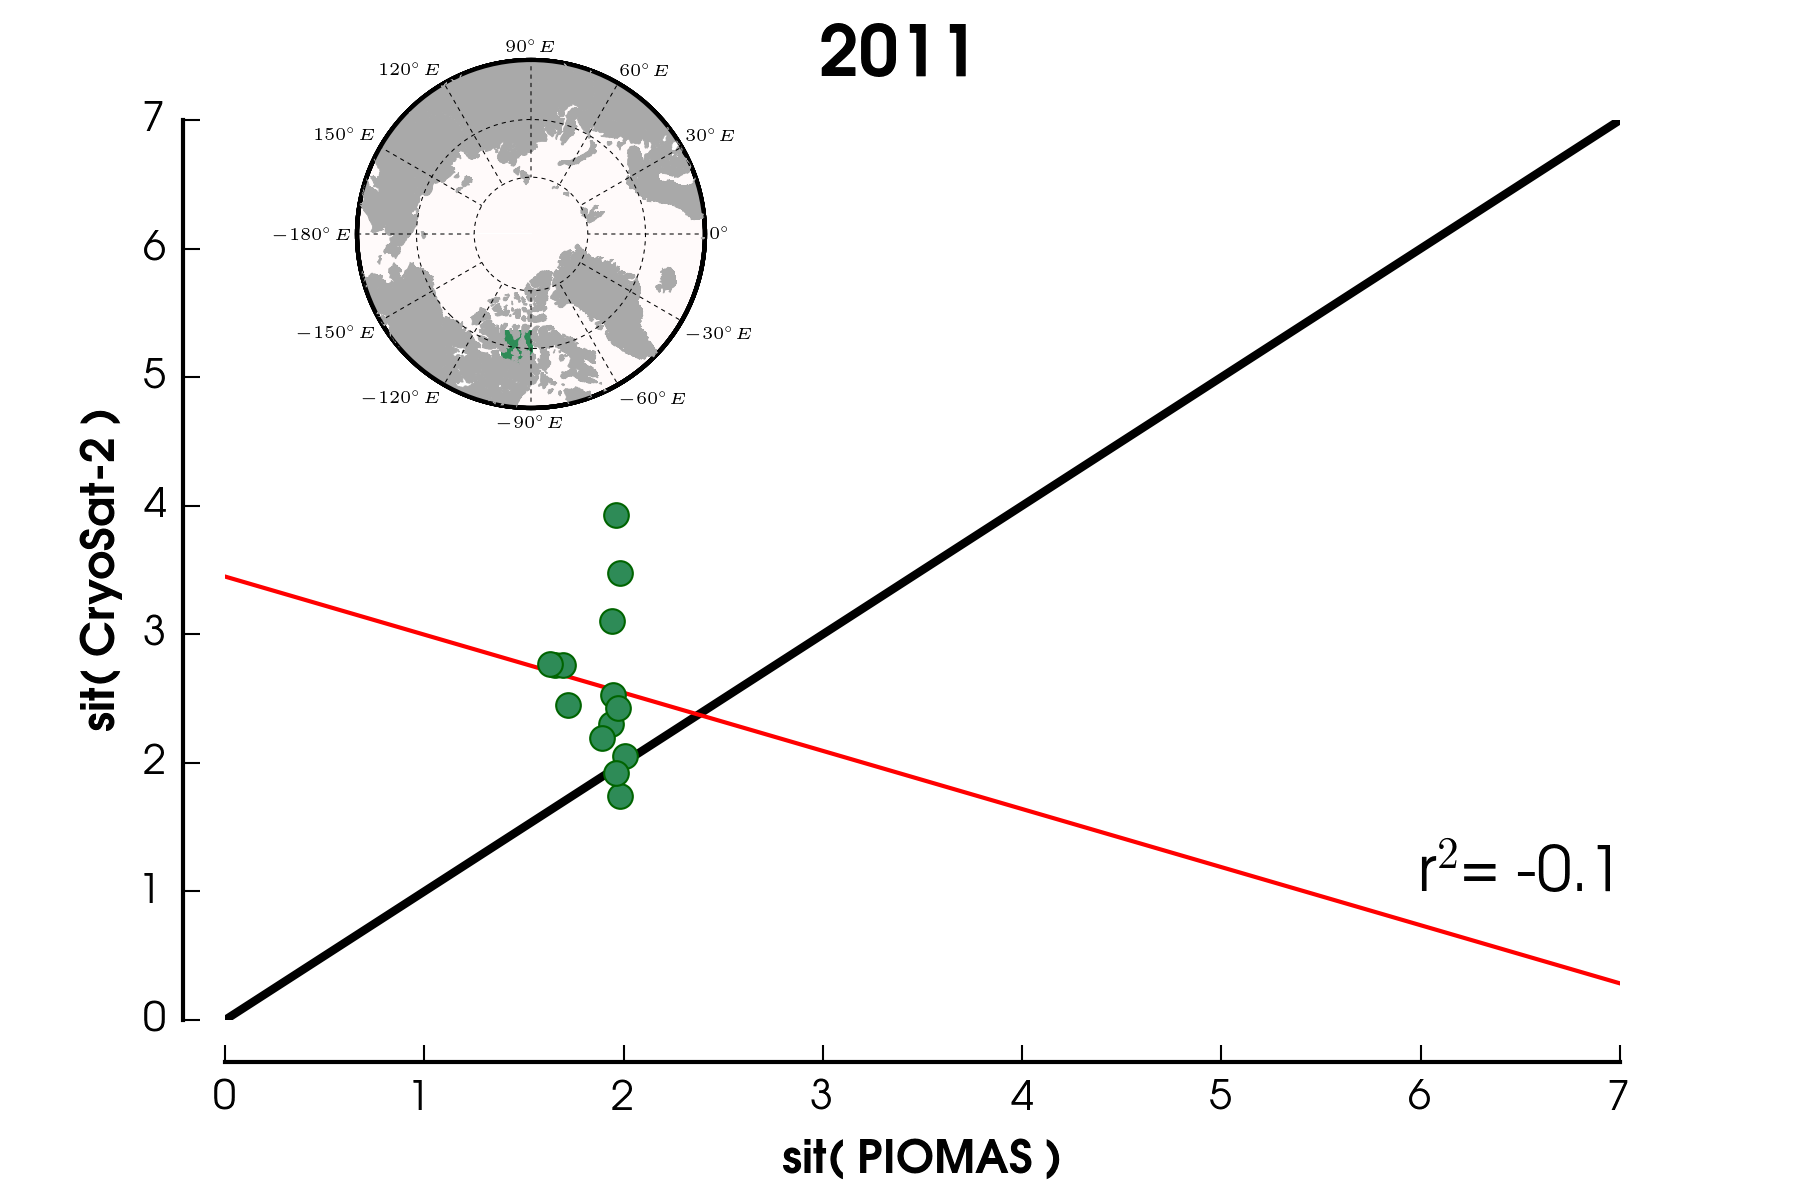 2011
90° E
120° E
60° E
150° E
30° E
−180° E
0°
−150° E
−30° E
−120° E
−60° E
−90° E
7
6
5
4
3
2
1
0
sit( CryoSat-2 )
r²= -0.1
0 1 2 3 4 5 6 7
sit( PIOMAS )